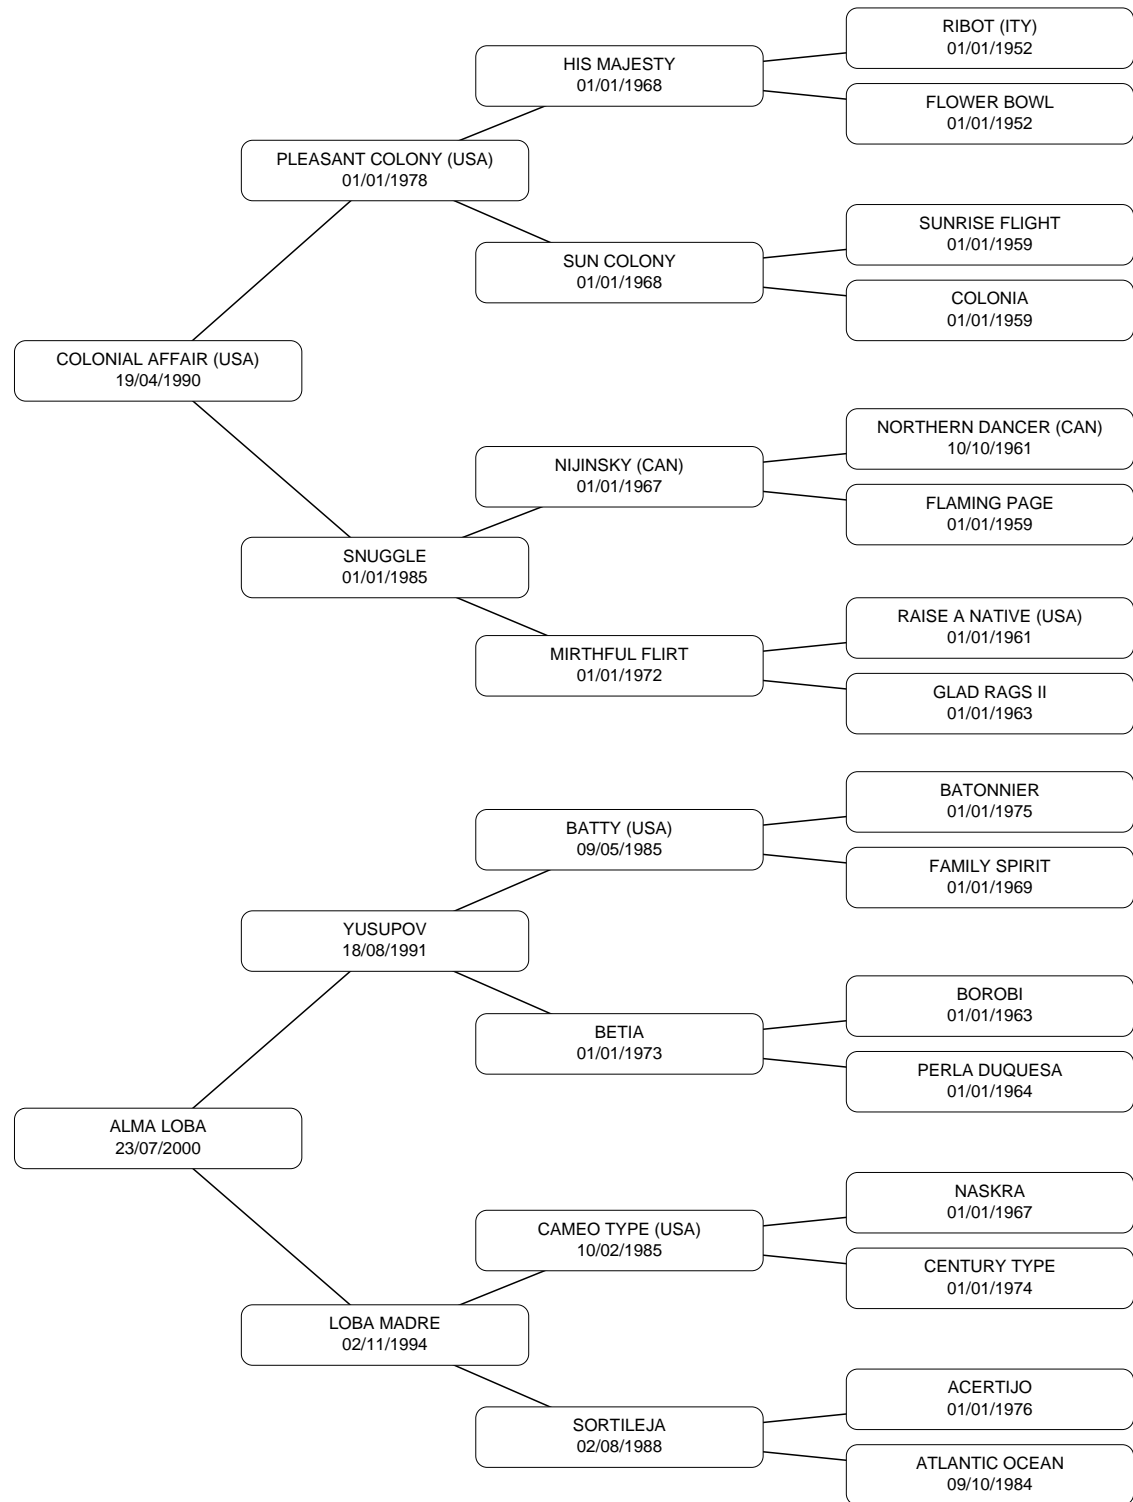 RIBOT (ITY)
01/01/1952
HIS MAJESTY
01/01/1968
FLOWER BOWL
01/01/1952
PLEASANT COLONY (USA)
01/01/1978
SUNRISE FLIGHT
01/01/1959
SUN COLONY
01/01/1968
COLONIA
01/01/1959
COLONIAL AFFAIR (USA)
19/04/1990
NORTHERN DANCER (CAN)
10/10/1961
NIJINSKY (CAN)
01/01/1967
FLAMING PAGE
01/01/1959
SNUGGLE
01/01/1985
RAISE A NATIVE (USA)
01/01/1961
MIRTHFUL FLIRT
01/01/1972
GLAD RAGS II
01/01/1963
BATONNIER
01/01/1975
BATTY (USA)
09/05/1985
FAMILY SPIRIT
01/01/1969
YUSUPOV
18/08/1991
BOROBI
01/01/1963
BETIA
01/01/1973
PERLA DUQUESA
01/01/1964
ALMA LOBA
23/07/2000
NASKRA
01/01/1967
CAMEO TYPE (USA)
10/02/1985
CENTURY TYPE
01/01/1974
LOBA MADRE
02/11/1994
ACERTIJO
01/01/1976
SORTILEJA
02/08/1988
ATLANTIC OCEAN
09/10/1984